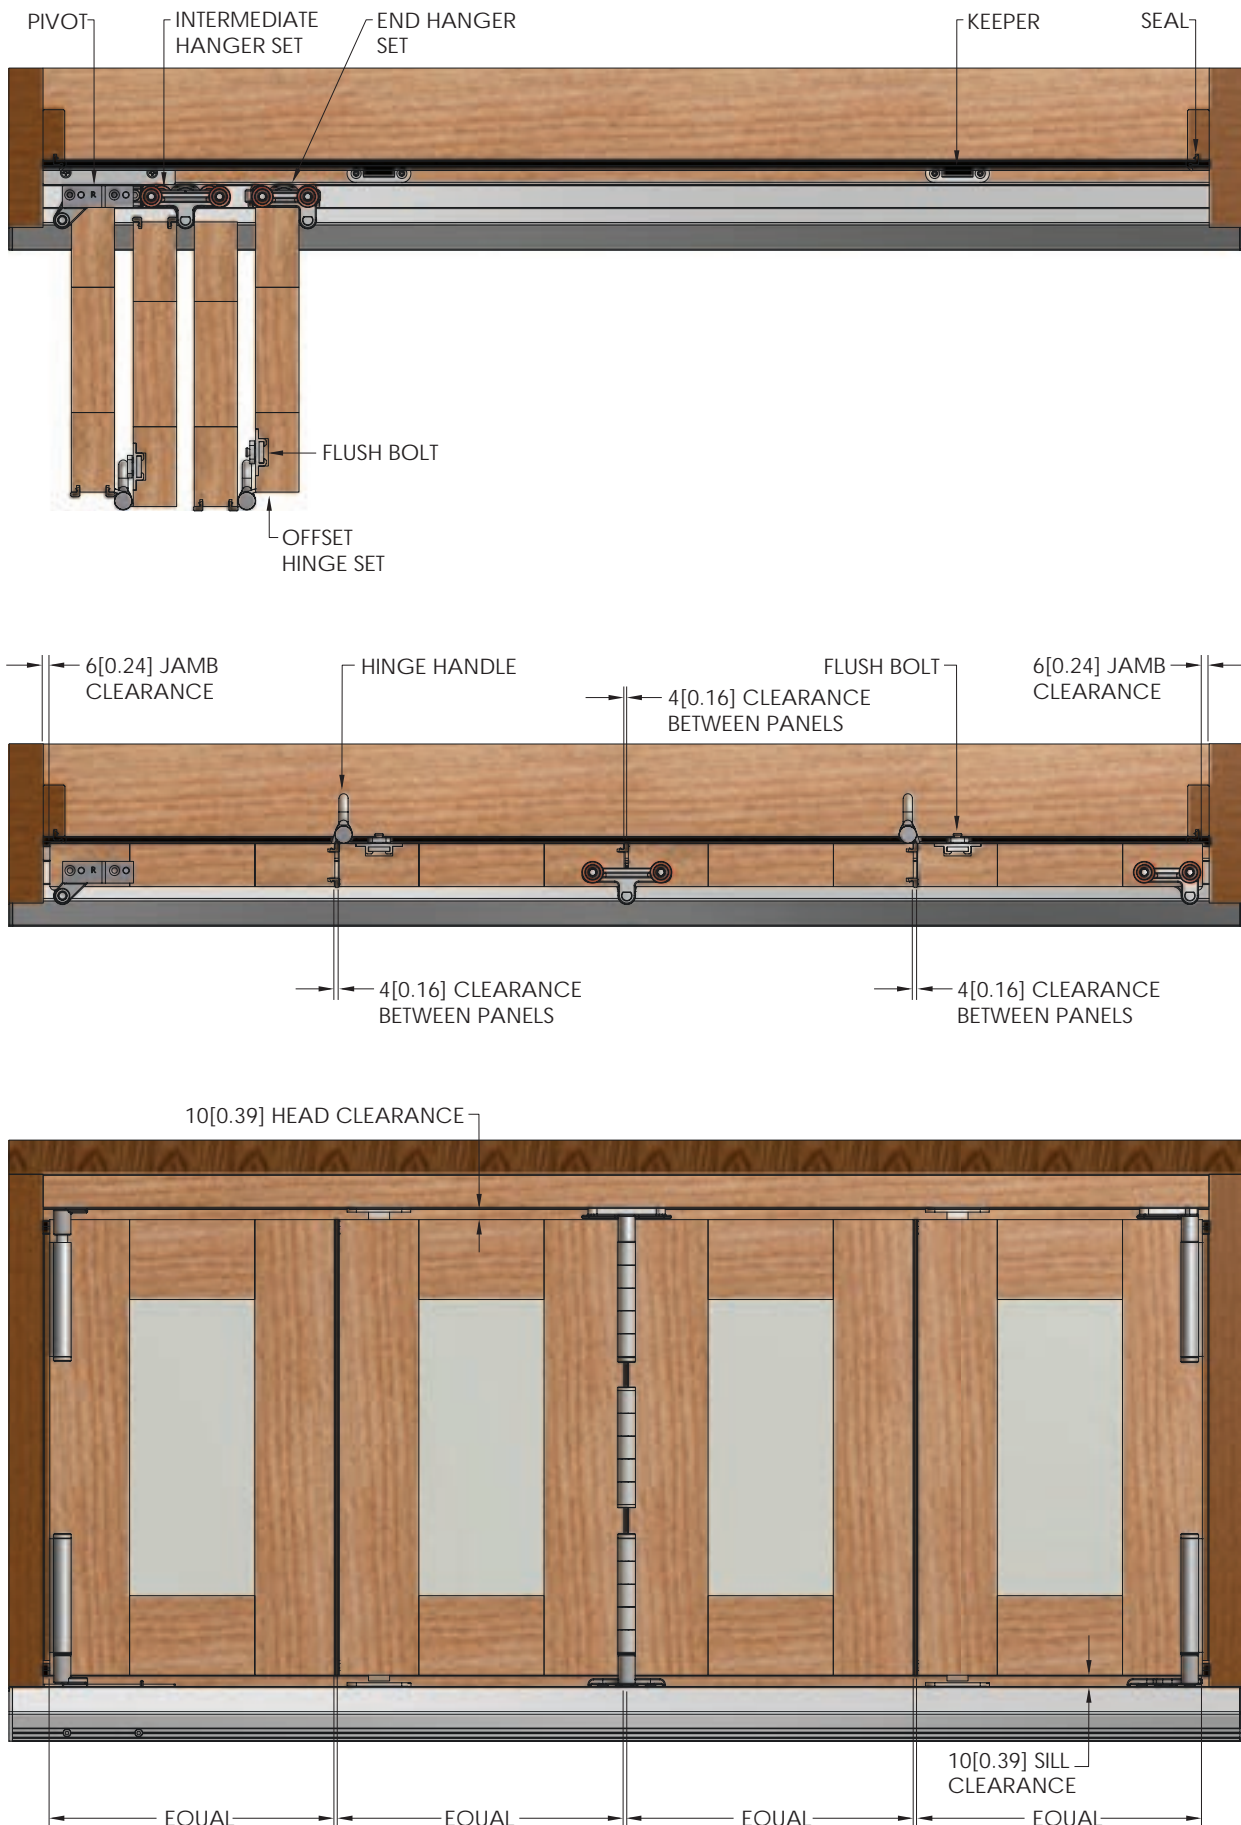 PIVOT
INTERMEDIATE
HANGER SET
END HANGER
SET
KEEPER
SEAL
R
FLUSH BOLT
OFFSET
HINGE SET
6[0.24] JAMB
CLEARANCE
HINGE HANDLE
4[0.16] CLEARANCE
BETWEEN PANELS
FLUSH BOLT
6[0.24] JAMB
CLEARANCE
R
4[0.16] CLEARANCE
BETWEEN PANELS
4[0.16] CLEARANCE
BETWEEN PANELS
10[0.39] HEAD CLEARANCE
10[0.39] SILL
CLEARANCE
EQUAL
EQUAL
EQUAL
EQUAL